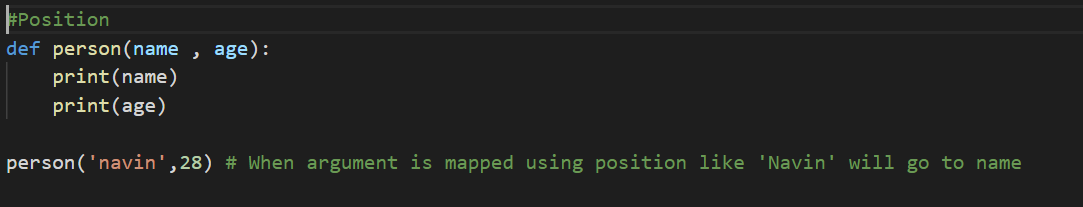 #Position
def person(name , age):
    print(name)
    print(age)
person('navin',28) # When argument is mapped using position like 'Navin' will go to name